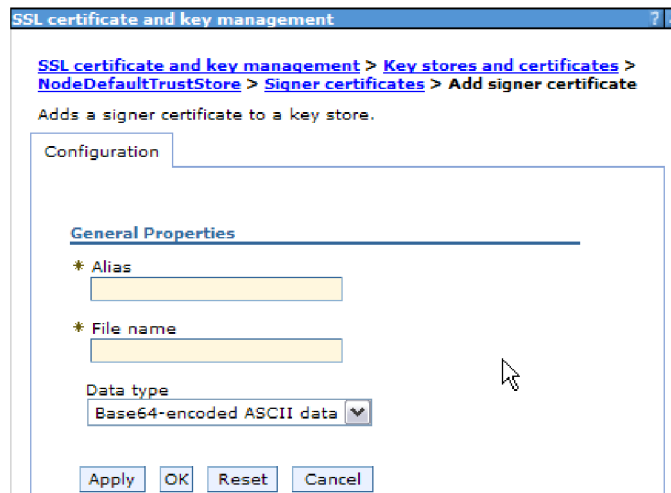 SSL certificate and key management ?
SSL certificate and key management > Key stores and certificates >
NodeDefaultTrustStore > Signer certificates > Add signer certificate
Adds a signer certificate to a key store.
Configuration
General Properties
* Alias
* File name
Data type
Base64-encoded ASCII data
Apply OK Reset Cancel